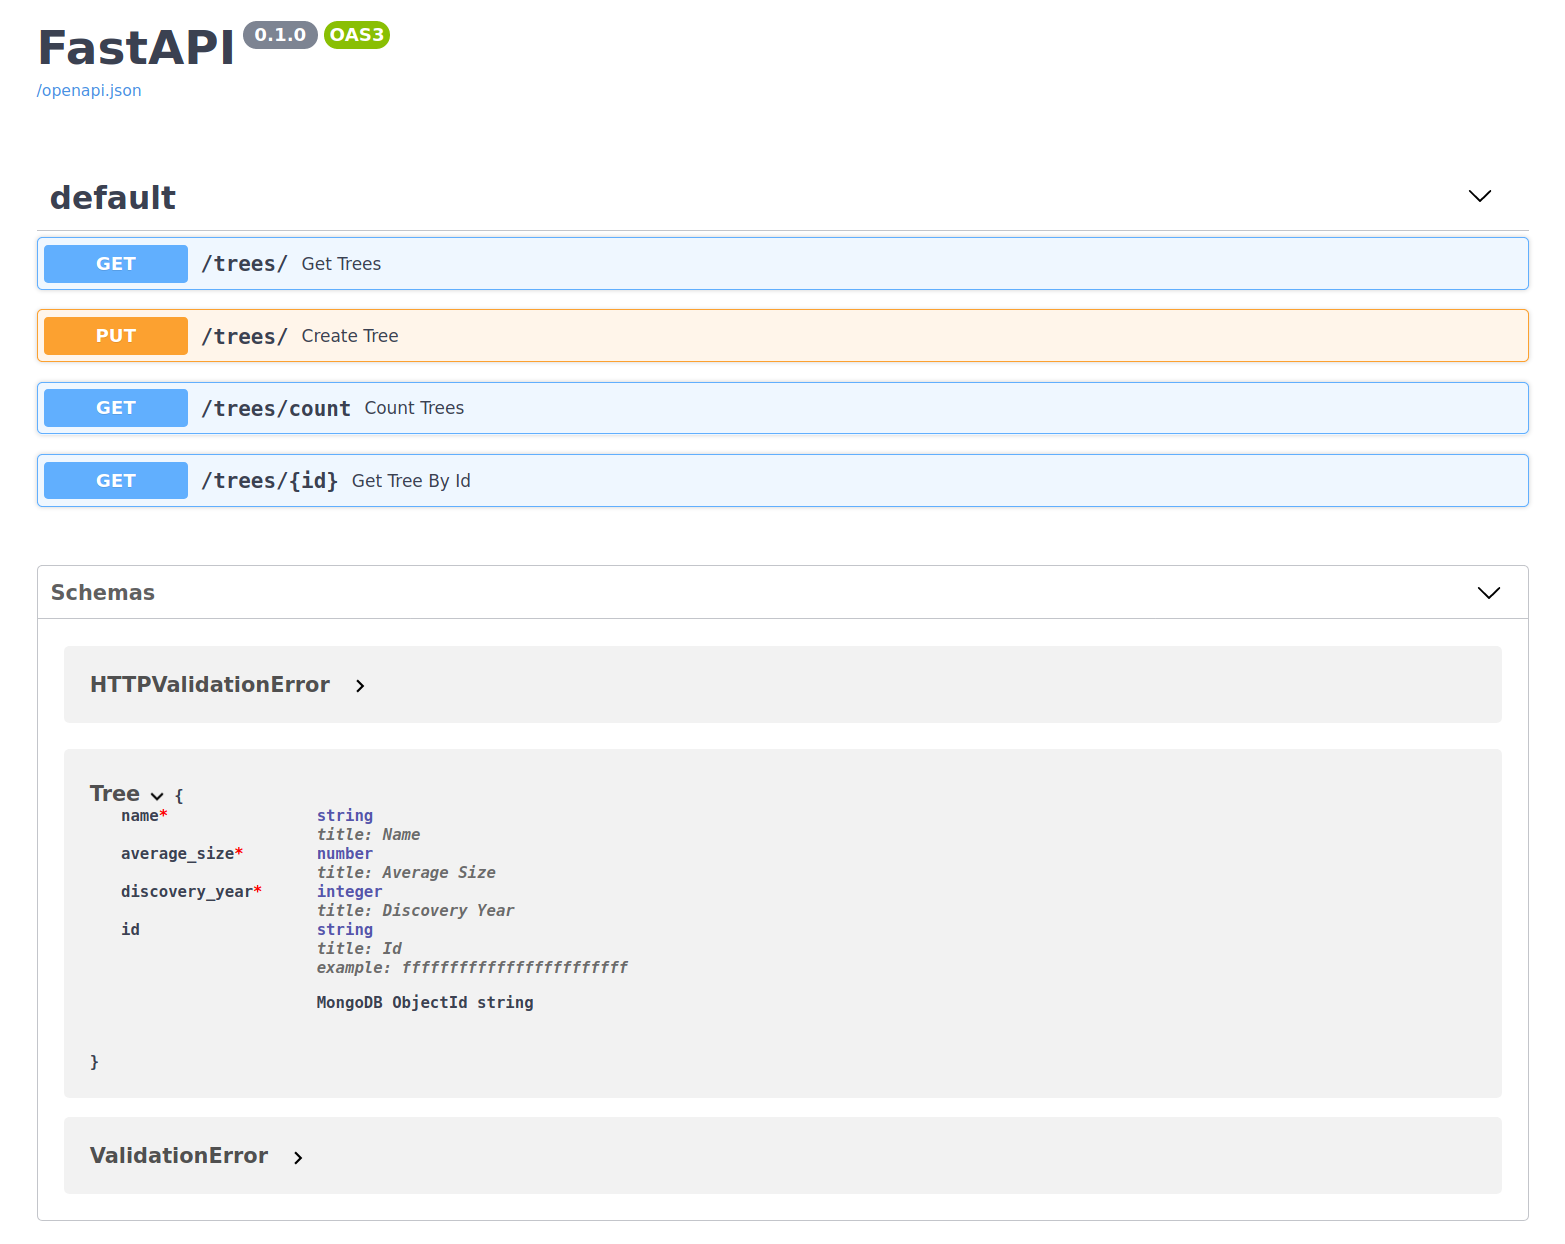 FastAPI 0.1.0 OAS3
/openapi.json
default
GET /trees/ Get Trees
PUT /trees/ Create Tree
GET /trees/count Count Trees
GET /trees/{id} Get Tree By Id
Schemas
HTTPValidationError
Tree {
name* string
title: Name
average_size* number
title: Average Size
discovery_year* integer
title: Discovery Year
id string
title: Id
example: ffffffffffffffffffffffff
MongoDB ObjectId string
}
ValidationError